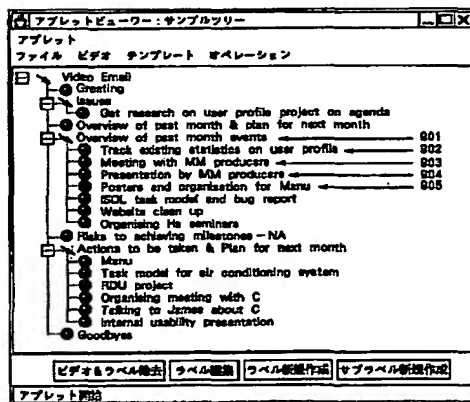 アプレットビューワー：サンプルツリー
アプレット
ファイル ビデオ テンプレート オペレーション
Video Email
Greeting
Issues
Get research on user profile project on agenda
Overview of past month & plan for next month
Overview of past month events 901
Track existing statistics on user profile 902
Meeting with MM producers 903
Presentation by MM producers 904
Posters and organisation for Manu 905
ISOL task model and bug report
Website clean up
Organising Hs seminars
Risks to achieving milestones - NA
Actions to be taken & Plan for next month
Manu
Task model for air conditioning system
RDU project
Organising meeting with C
Talking to James about C
Internal usability presentation
Goodbyes
ビデオ&ラベル除去 ラベル編集 ラベル新規作成 サブラベル新規作成
アプレット開始